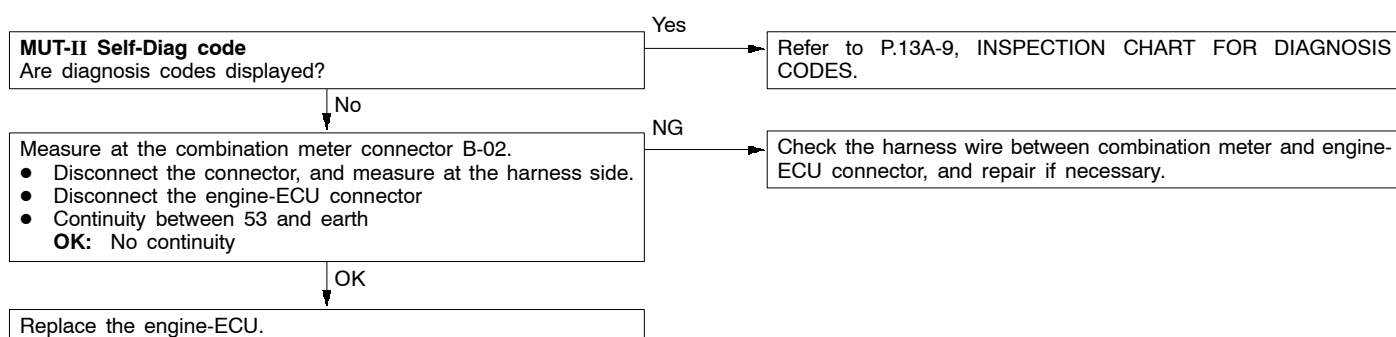 MUT-II Self-Diag code
Are diagnosis codes displayed?
Yes
Refer to P.13A-9, INSPECTION CHART FOR DIAGNOSIS
CODES.
No
Measure at the combination meter connector B-02.
● Disconnect the connector, and measure at the harness side.
● Disconnect the engine-ECU connector
● Continuity between 53 and earth
OK: No continuity
NG
Check the harness wire between combination meter and engine-
ECU connector, and repair if necessary.
OK
Replace the engine-ECU.